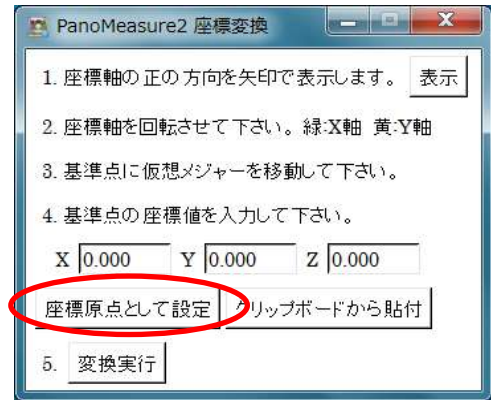 PanoMeasure2 座標変換
1. 座標軸の正の方向を矢印で表示します。 表示
2. 座標軸を回転させて下さい。緑:X軸 黄:Y軸
3. 基準点に仮想メジャーを移動して下さい。
4. 基準点の座標値を入力して下さい。
X 0.000 Y 0.000 Z 0.000
座標原点として設定 クリップボードから貼付
5. 変換実行